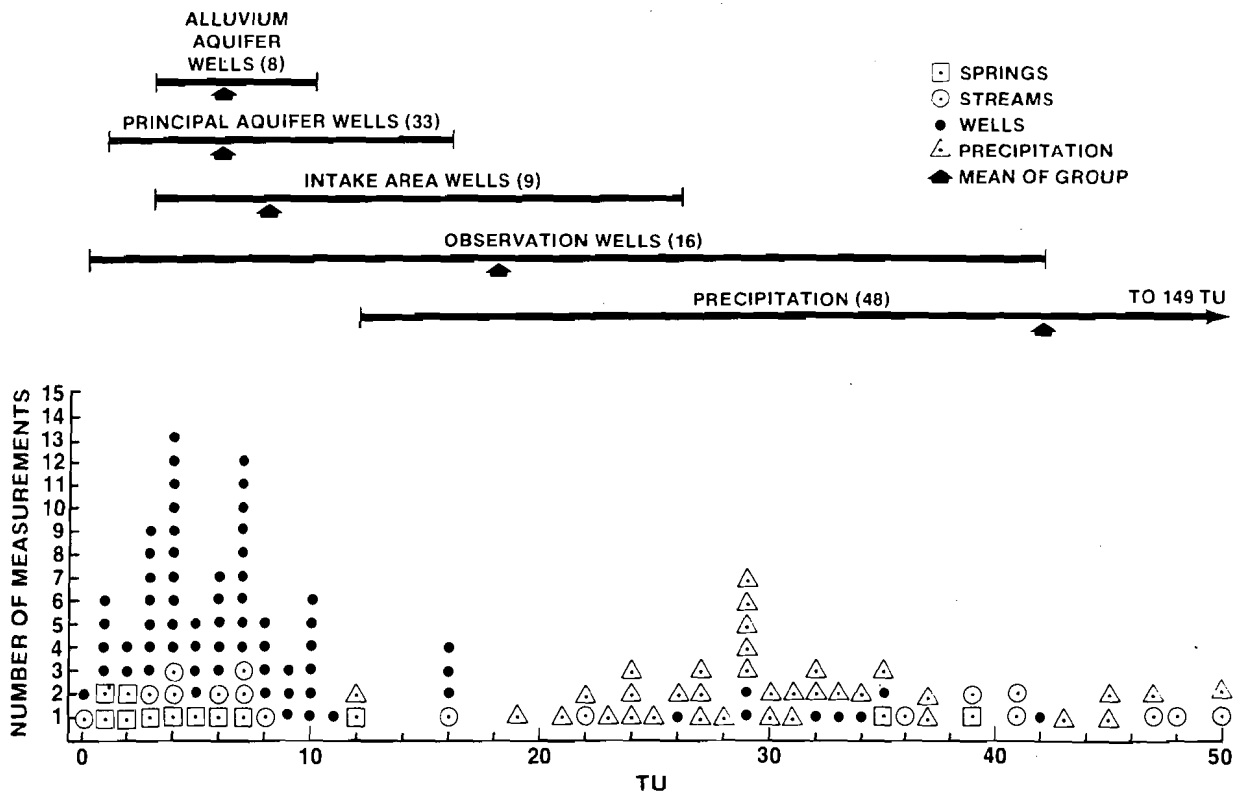 ALLUVIUM
AQUIFER
WELLS (8)
PRINCIPAL AQUIFER WELLS (33)
INTAKE AREA WELLS (9)
OBSERVATION WELLS (16)
PRECIPITATION (48)
TO 149 TU
SPRINGS
STREAMS
WELLS
PRECIPITATION
MEAN OF GROUP
NUMBER OF MEASUREMENTS
15
14
13
12
11
10
9
8
7
6
5
4
3
2
1
0
10
20
30
40
50
TU